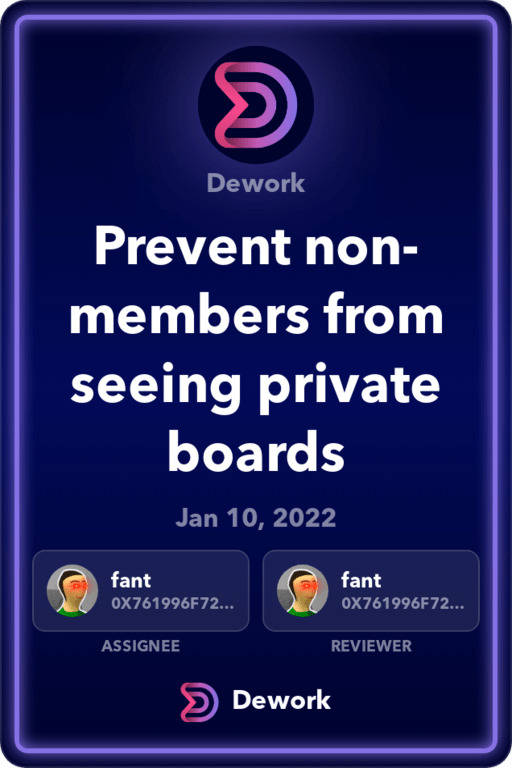 Dework
Prevent non-
members from
seeing private
boards
Jan 10, 2022
fant
0X761996F72...
ASSIGNEE
fant
0X761996F72...
REVIEWER
Dework